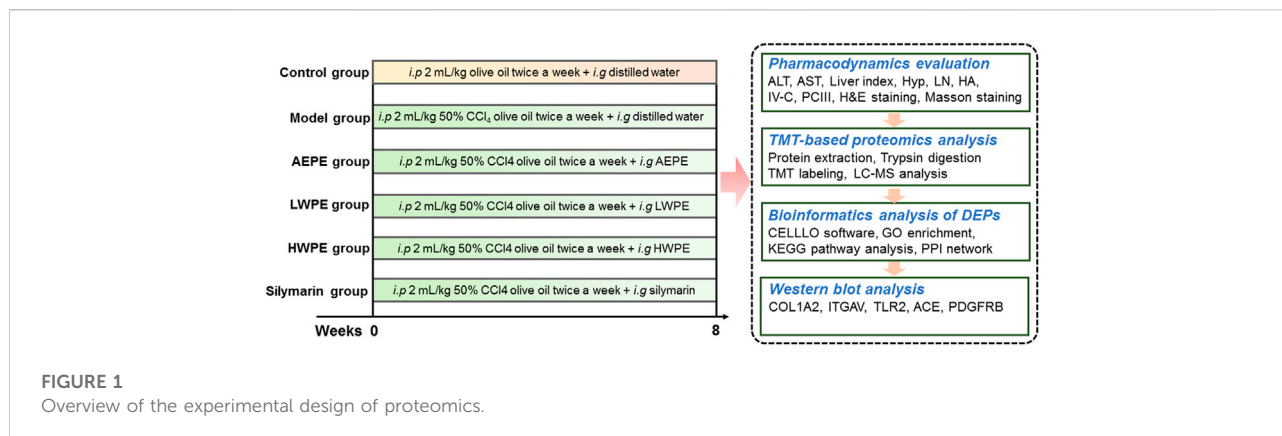 Control group
i.p 2 mL/kg olive oil twice a week + i.g distilled water
Model group
i.p 2 mL/kg 50% CCl₄ olive oil twice a week + i.g distilled water
AEPE group
i.p 2 mL/kg 50% CCl4 olive oil twice a week + i.g AEPE
LWPE group
i.p 2 mL/kg 50% CCl4 olive oil twice a week + i.g LWPE
HWPE group
i.p 2 mL/kg 50% CCl4 olive oil twice a week + i.g HWPE
Silymarin group
i.p 2 mL/kg 50% CCl4 olive oil twice a week + i.g silymarin
Weeks 0 8
Pharmacodynamics evaluation
ALT, AST, Liver index, Hyp, LN, HA,
IV-C, PCIII, H&E staining, Masson staining
TMT-based proteomics analysis
Protein extraction, Trypsin digestion
TMT labeling, LC-MS analysis
Bioinformatics analysis of DEPs
CELLLO software, GO enrichment,
KEGG pathway analysis, PPI network
Western blot analysis
COL1A2, ITGAV, TLR2, ACE, PDGFRB
FIGURE 1
Overview of the experimental design of proteomics.